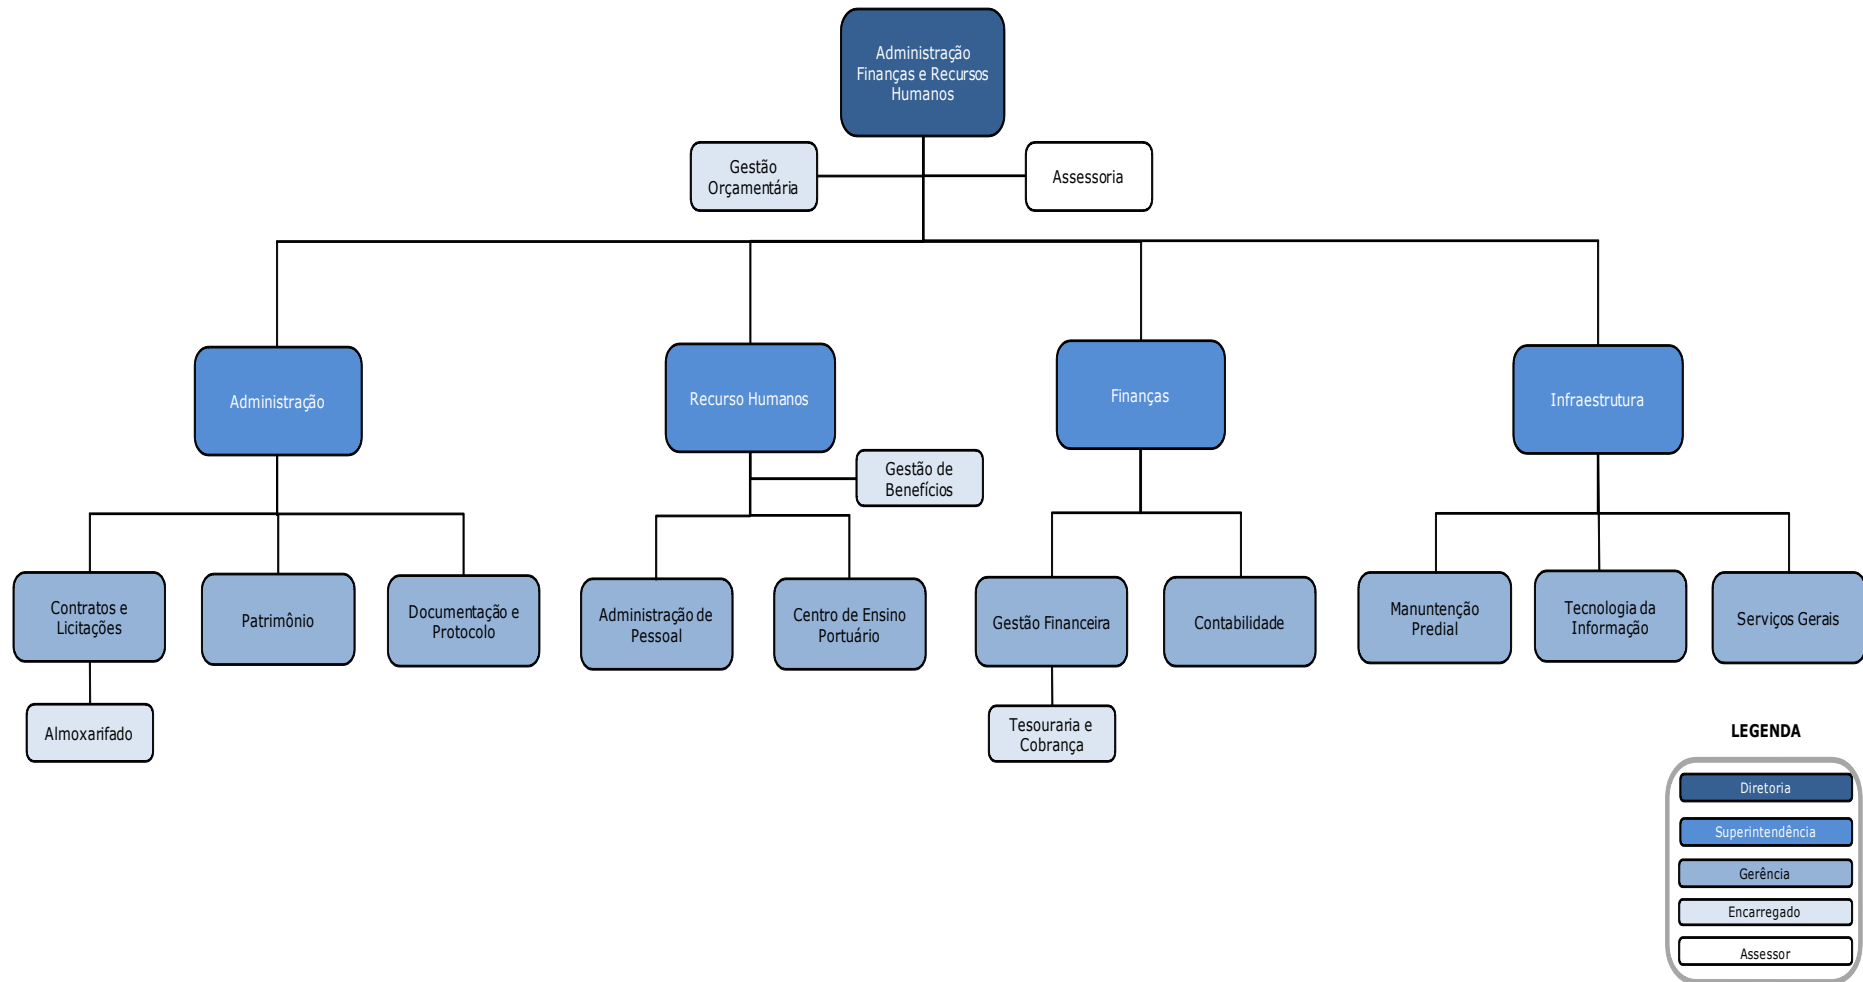 Administração
Finanças e Recursos
Humanos
Gestão
Orçamentária
Assessoria
Administração
Recurso Humanos
Finanças
Infraestrutura
Gestão de
Benefícios
Contratos e
Licitações
Patrimônio
Documentação e
Protocolo
Administração de
Pessoal
Centro de Ensino
Portuário
Gestão Financeira
Contabilidade
Manuntenção
Predial
Tecnologia da
Informação
Serviços Gerais
Almoxarifado
Tesouraria e
Cobrança
LEGENDA
Diretoria
Superintendência
Gerência
Encarregado
Assessor